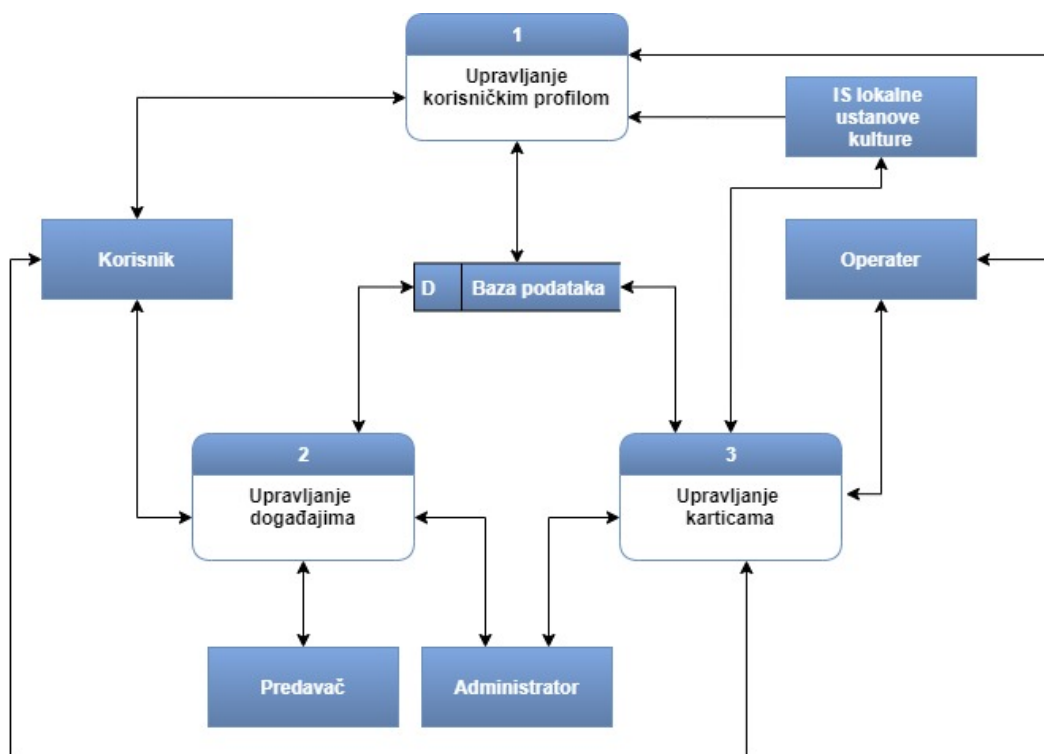 1
Upravljanje
korisničkim profilom
IS lokalne
ustanove
kulture
Korisnik
Operater
D
Baza podataka
2
Upravljanje
događajima
3
Upravljanje
karticama
Predavač
Administrator